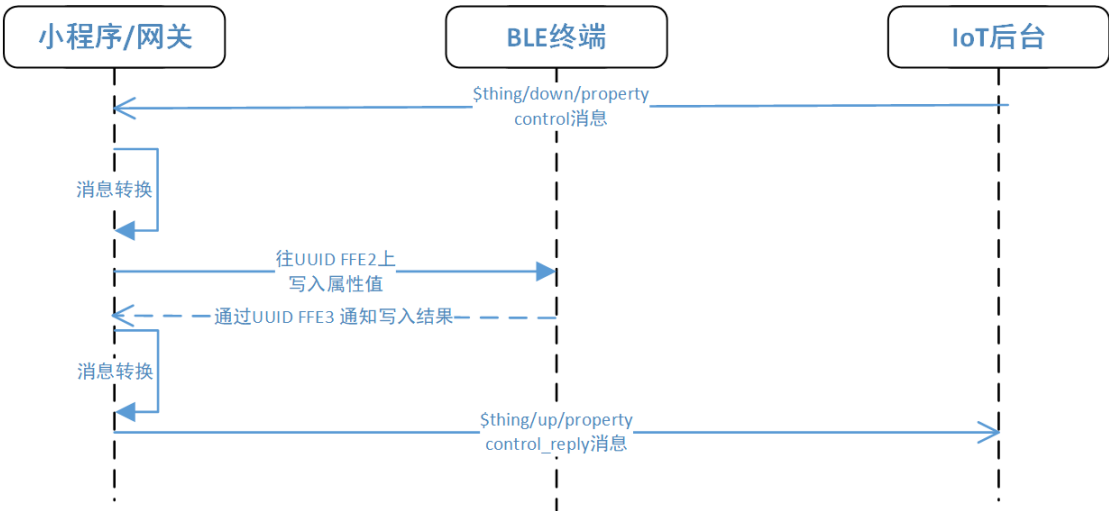 小程序/网关
BLE终端
IoT后台
$thing/down/property
control消息
消息转换
往UUID FFE2上
写入属性值
通过UUID FFE3 通知写入结果
消息转换
$thing/up/property
control_reply消息